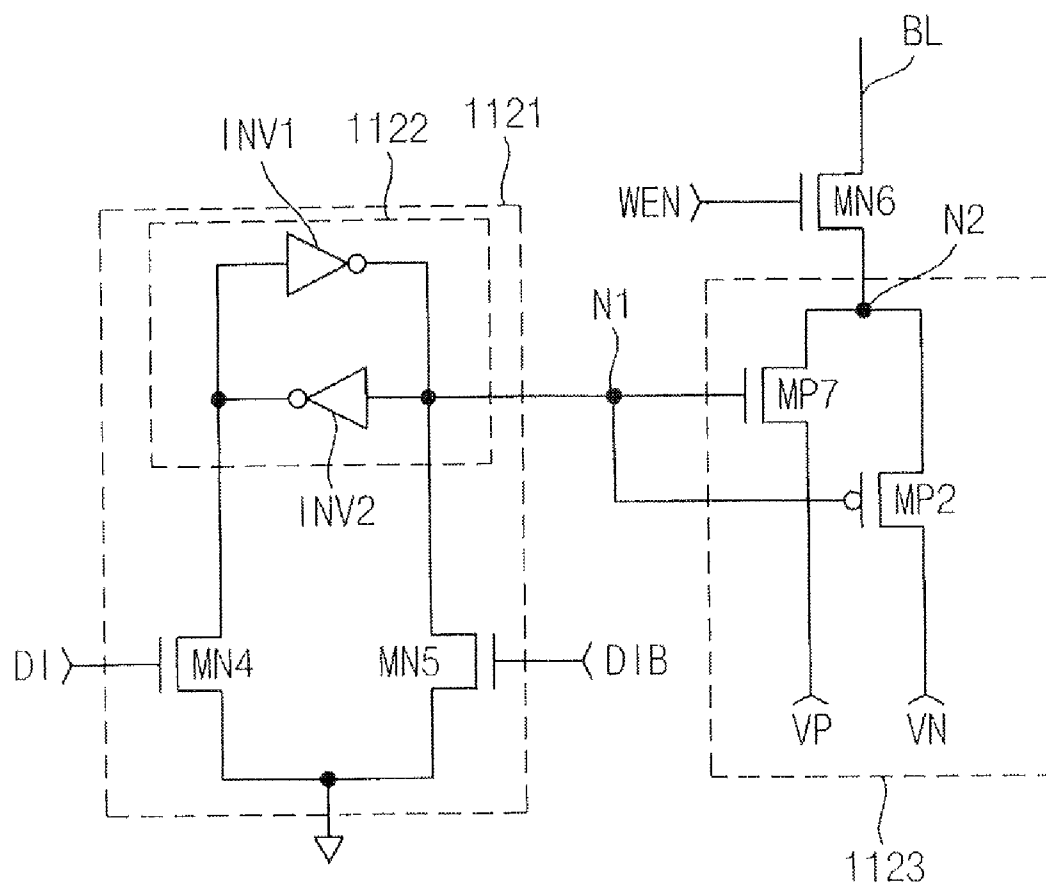 BL
INV1
1122
1121
WEN
MN6
N2
N1
MP7
INV2
MP2
DI
MN4
MN5
DIB
VP
VN
1123